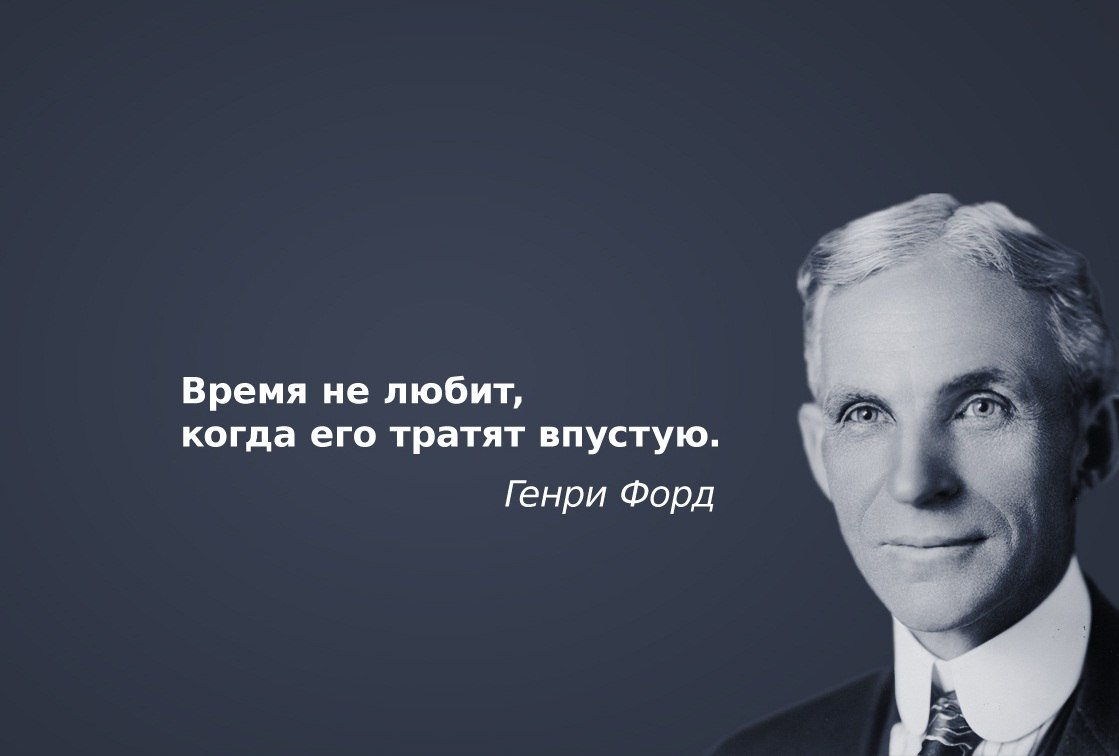 Время не любит,
когда его тратят впустую.
Генри Форд